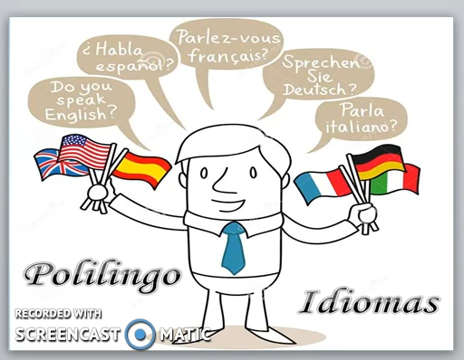 Do you
speak
English?
¿Habla
español?
Parlez-vous
français?
Sprechen
Sie
Deutsch?
Parla
italiano?
Polilingo
Idiomas
RECORDED WITH
SCREENCAST MATIC